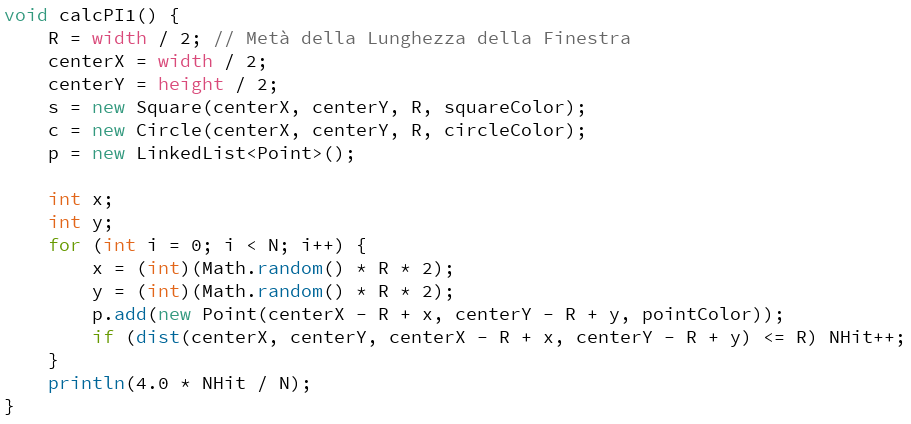 void calcPI1() {
    R = width / 2; // Metà della Lunghezza della Finestra
    centerX = width / 2;
    centerY = height / 2;
    s = new Square(centerX, centerY, R, squareColor);
    c = new Circle(centerX, centerY, R, circleColor);
    p = new LinkedList<Point>();

    int x;
    int y;
    for (int i = 0; i < N; i++) {
        x = (int)(Math.random() * R * 2);
        y = (int)(Math.random() * R * 2);
        p.add(new Point(centerX - R + x, centerY - R + y, pointColor));
        if (dist(centerX, centerY, centerX - R + x, centerY - R + y) <= R) NHit++;
    }
    println(4.0 * NHit / N);
}